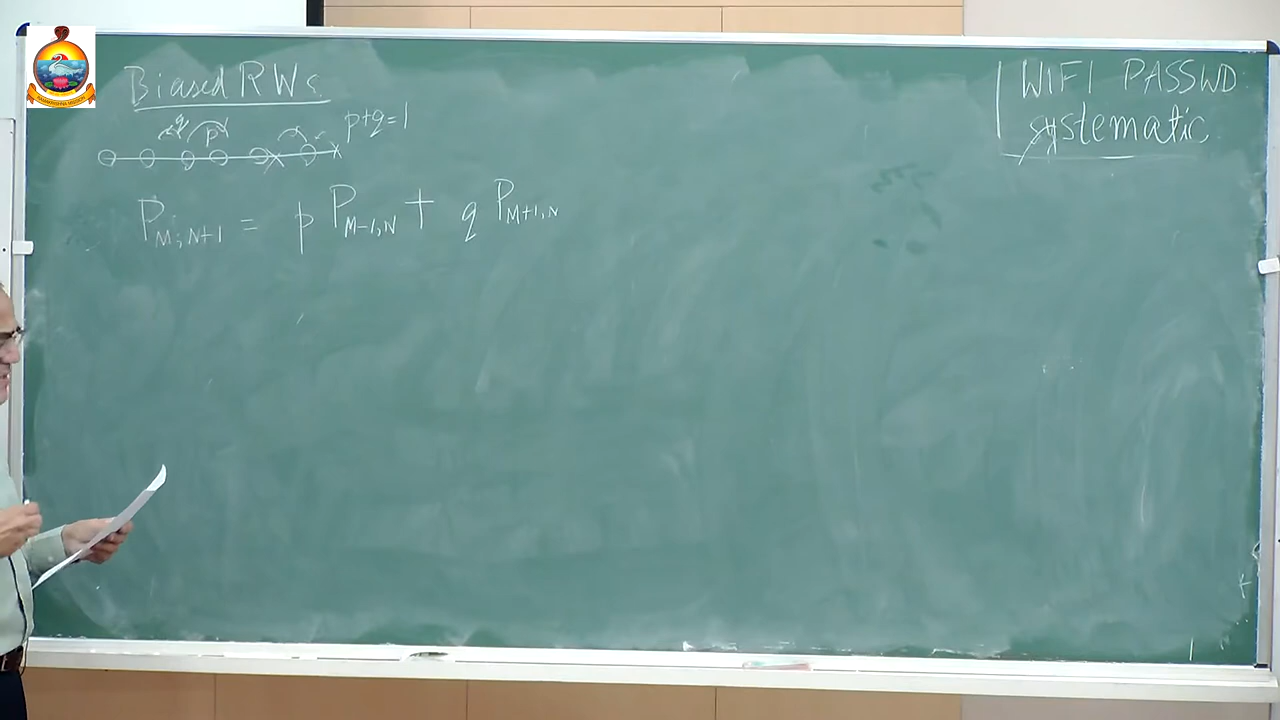 Biased RWs
q p p+q=1
P_{M;N+1} = p P_{M-1,N} + q P_{M+1,N}
WIFI PASSWD
systematic